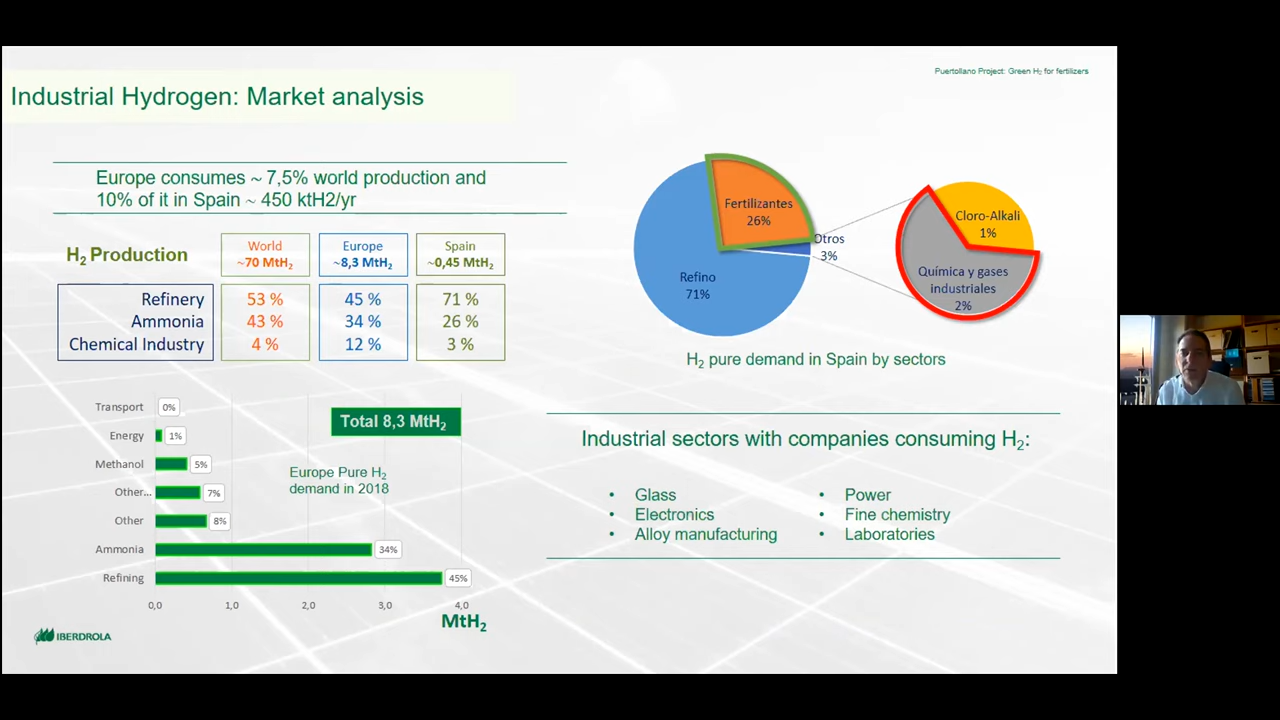 Puertollano Project: Green H2 for fertilizers
Industrial Hydrogen: Market analysis
Europe consumes ~ 7,5% world production and
10% of it in Spain ~ 450 ktH2/yr
H2 Production
World
~70 MtH2
Europe
~8,3 MtH2
Spain
~0,45 MtH2
Refinery 53 % 45 % 71 %
Ammonia 43 % 34 % 26 %
Chemical Industry 4 % 12 % 3 %
Transport 0%
Energy 1%
Methanol 5%
Other... 7%
Other 8%
Ammonia 34%
Refining 45%
0,0 1,0 2,0 3,0 4,0
MtH2
Total 8,3 MtH2
Europe Pure H2
demand in 2018
IBERDROLA
Fertilizantes
26%
Otros
3%
Refino
71%
Cloro-Alkali
1%
Química y gases
industriales
2%
H2 pure demand in Spain by sectors
Industrial sectors with companies consuming H2:
• Glass
• Electronics
• Alloy manufacturing
• Power
• Fine chemistry
• Laboratories